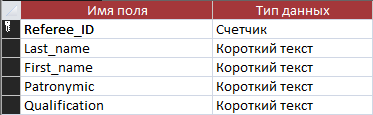 Имя поля Тип данных
Referee_ID Счетчик
Last_name Короткий текст
First_name Короткий текст
Patronymic Короткий текст
Qualification Короткий текст